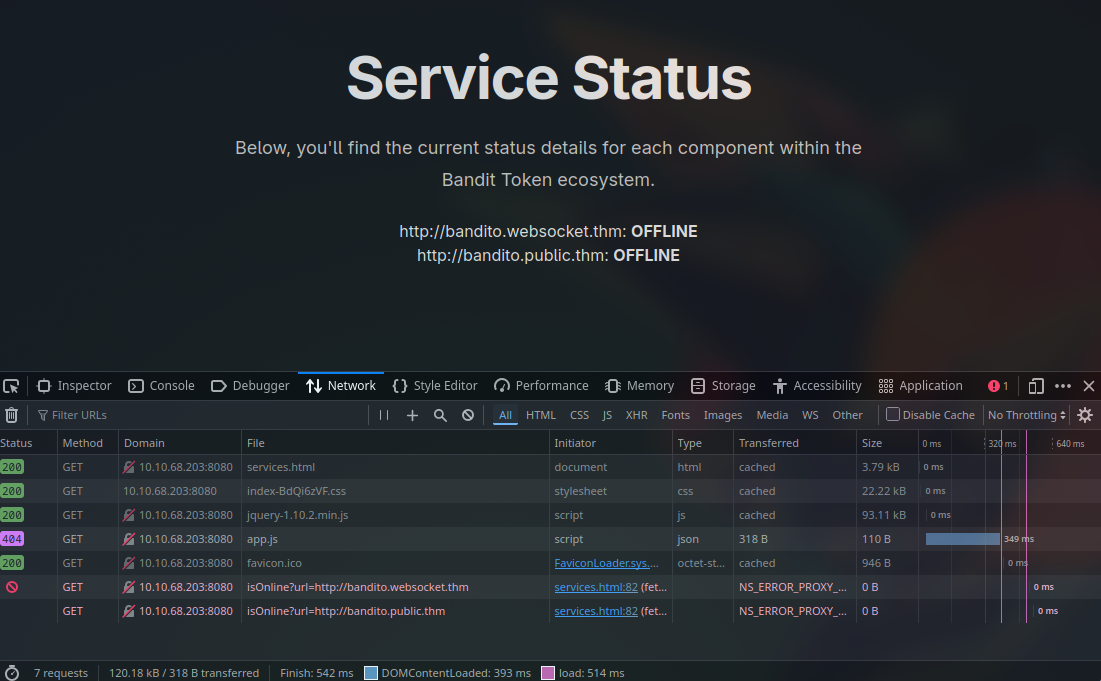 Service Status
Below, you'll find the current status details for each component within the
Bandit Token ecosystem.
http://bandito.websocket.thm: OFFLINE
http://bandito.public.thm: OFFLINE
Inspector Console Debugger Network Style Editor Performance Memory Storage Accessibility Application 1
Filter URLs All HTML CSS JS XHR Fonts Images Media WS Other Disable Cache No Throttling
Status Method Domain File Initiator Type Transferred Size 0 ms 320 ms 640 ms
200 GET 10.10.68.203:8080 services.html document html cached 3.79 kB 0 ms
200 GET 10.10.68.203:8080 index-BdQi6zVF.css stylesheet css cached 22.22 kB 0 ms
200 GET 10.10.68.203:8080 jquery-1.10.2.min.js script js cached 93.11 kB 0 ms
404 GET 10.10.68.203:8080 app.js script json 318 B 110 B 349 ms
200 GET 10.10.68.203:8080 favicon.ico FaviconLoader.sys.... octet-st... cached 946 B 0 ms
GET 10.10.68.203:8080 isOnline?url=http://bandito.websocket.thm services.html:82 (fet... NS_ERROR_PROXY_... 0 B 0 ms
GET 10.10.68.203:8080 isOnline?url=http://bandito.public.thm services.html:82 (fet... NS_ERROR_PROXY_... 0 B 0 ms
7 requests 120.18 kB / 318 B transferred Finish: 542 ms DOMContentLoaded: 393 ms load: 514 ms